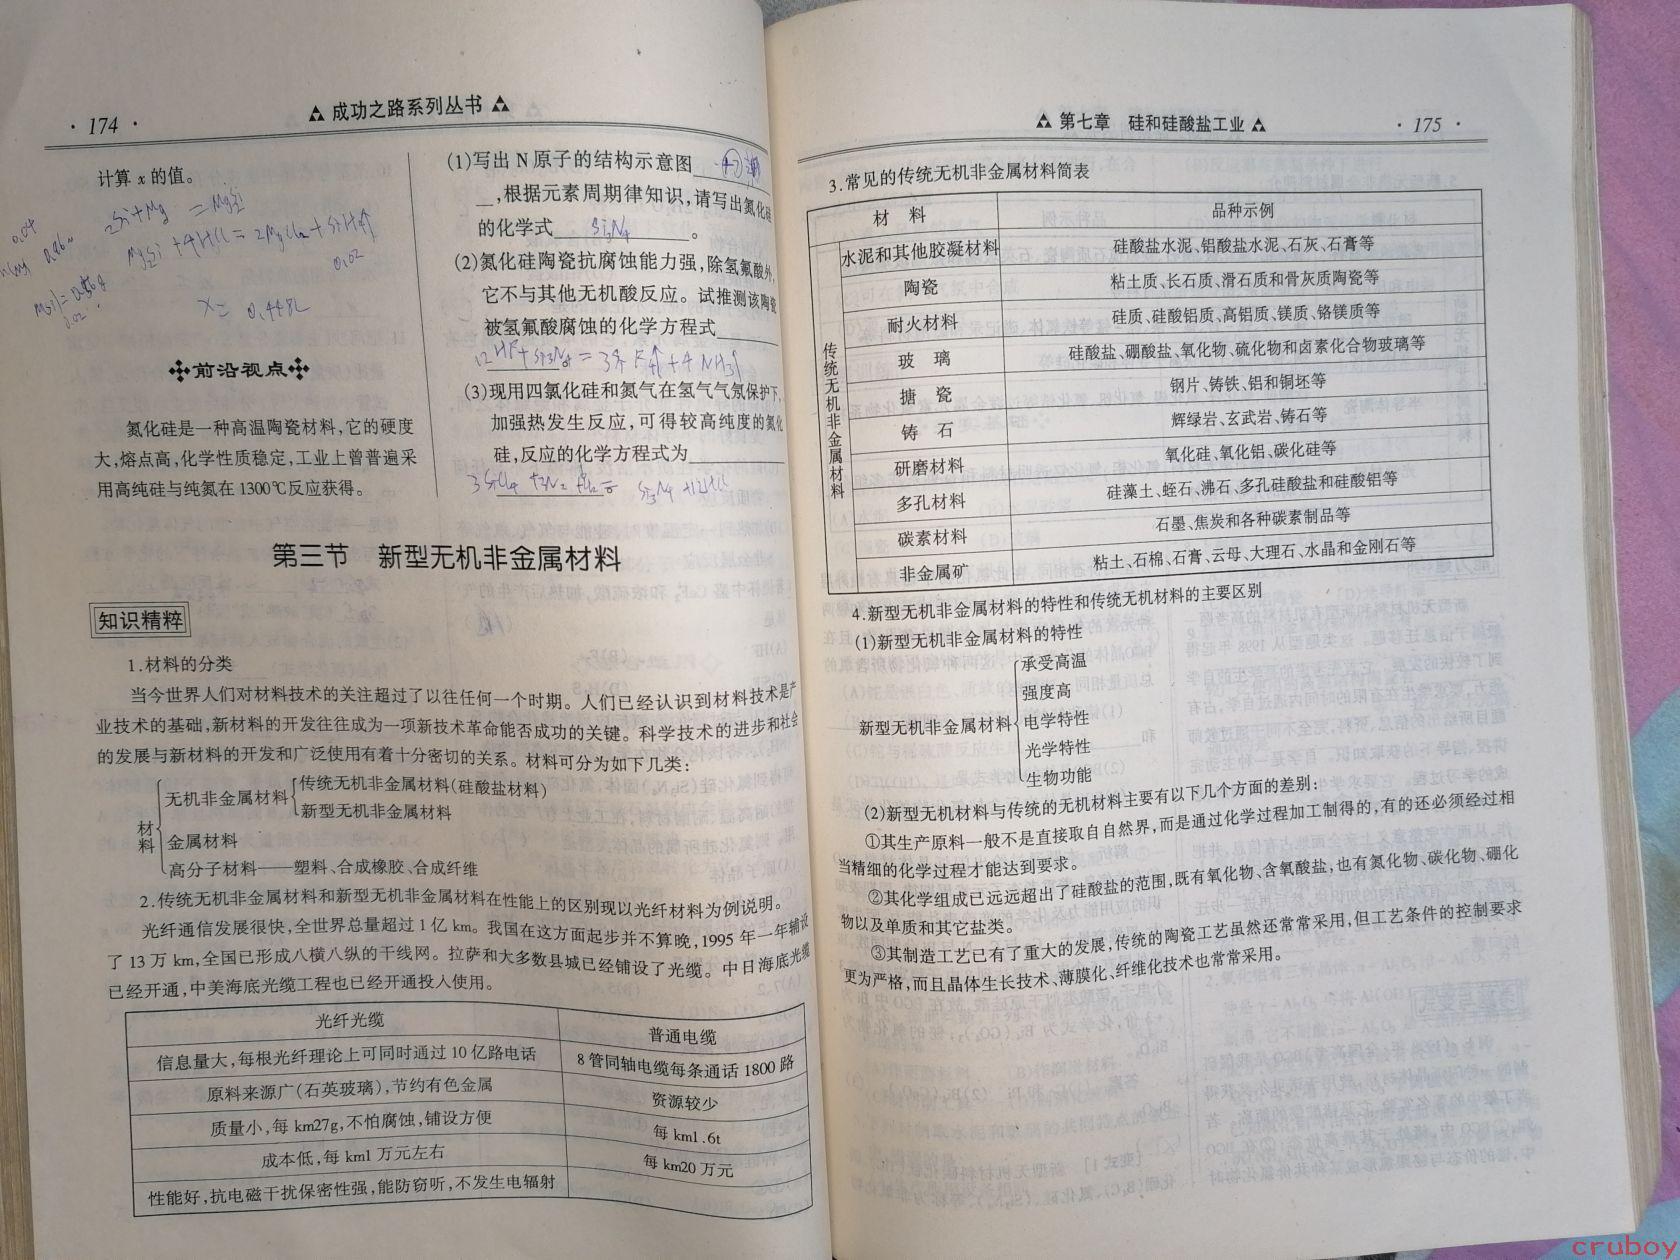 · 174 ·
成功之路系列丛书
计算 x 的值。
2Si+Mg =Mg2Si
Mg2Si +4HCl=2MgCl2+SiH4↑
0.02
x= 0.448L
前沿视点
氮化硅是一种高温陶瓷材料,它的硬度
大,熔点高,化学性质稳定,工业上曾普遍采
用高纯硅与纯氮在1300℃反应获得。
(1)写出 N 原子的结构示意图
,根据元素周期律知识,请写出氮化硅
的化学式 Si3N4 。
(2)氮化硅陶瓷抗腐蚀能力强,除氢氟酸外,
它不与其他无机酸反应。试推测该陶瓷
被氢氟酸腐蚀的化学方程式
12HF+Si3N4=3SiF4↑+4NH3↑
(3)现用四氯化硅和氮气在氢气气氛保护下,
加强热发生反应,可得较高纯度的氮化
硅,反应的化学方程式为
3SiCl4 +2N2 +6H2= Si3N4 +12HCl
第三节 新型无机非金属材料
知识精粹
1.材料的分类
当今世界人们对材料技术的关注超过了以往任何一个时期。人们已经认识到材料技术是产
业技术的基础,新材料的开发往往成为一项新技术革命能否成功的关键。科学技术的进步和社会
的发展与新材料的开发和广泛使用有着十分密切的关系。材料可分为如下几类:
材料
无机非金属材料
传统无机非金属材料(硅酸盐材料)
新型无机非金属材料
金属材料
高分子材料——塑料、合成橡胶、合成纤维
2.传统无机非金属材料和新型无机非金属材料在性能上的区别现以光纤材料为例说明。
光纤通信发展很快,全世界总量超过1亿 km。我国在这方面起步并不算晚,1995 年一年铺设
了 13 万 km,全国已形成八横八纵的干线网。拉萨和大多数县城已经铺设了光缆。中日海底光缆
已经开通,中美海底光缆工程也已经开通投入使用。
光纤光缆 普通电缆
信息量大,每根光纤理论上可同时通过 10 亿路电话 8 管同轴电缆每条通话 1800 路
原料来源广(石英玻璃),节约有色金属 资源较少
质量小,每 km27g,不怕腐蚀,铺设方便 每 km1.6t
成本低,每 km1 万元左右 每 km20 万元
性能好,抗电磁干扰保密性强,能防窃听,不发生电辐射
第七章 硅和硅酸盐工业
· 175 ·
3.常见的传统无机非金属材料简表
材 料 品种示例
传统无机非金属材料
水泥和其他胶凝材料 硅酸盐水泥、铝酸盐水泥、石灰、石膏等
陶瓷 粘土质、长石质、滑石质和骨灰质陶瓷等
耐火材料 硅质、硅酸铝质、高铝质、镁质、铬镁质等
玻 璃 硅酸盐、硼酸盐、氧化物、硫化物和卤素化合物玻璃等
搪 瓷 钢片、铸铁、铝和铜坯等
铸 石 辉绿岩、玄武岩、铸石等
研磨材料 氧化硅、氧化铝、碳化硅等
多孔材料 硅藻土、蛭石、沸石、多孔硅酸盐和硅酸铝等
碳素材料 石墨、焦炭和各种碳素制品等
非金属矿 粘土、石棉、石膏、云母、大理石、水晶和金刚石等
4.新型无机非金属材料的特性和传统无机材料的主要区别
(1)新型无机非金属材料的特性
新型无机非金属材料
承受高温
强度高
电学特性
光学特性
生物功能
(2)新型无机材料与传统的无机材料主要有以下几个方面的差别:
①其生产原料一般不是直接取自自然界,而是通过化学过程加工制得的,有的还必须经过相
当精细的化学过程才能达到要求。
②其化学组成已远远超出了硅酸盐的范围,既有氧化物、含氧酸盐,也有氮化物、碳化物、硼化
物以及单质和其它盐类。
③其制造工艺已有了重大的发展,传统的陶瓷工艺虽然还常常采用,但工艺条件的控制要求
更为严格,而且晶体生长技术、薄膜化、纤维化技术也常常采用。
cruboy